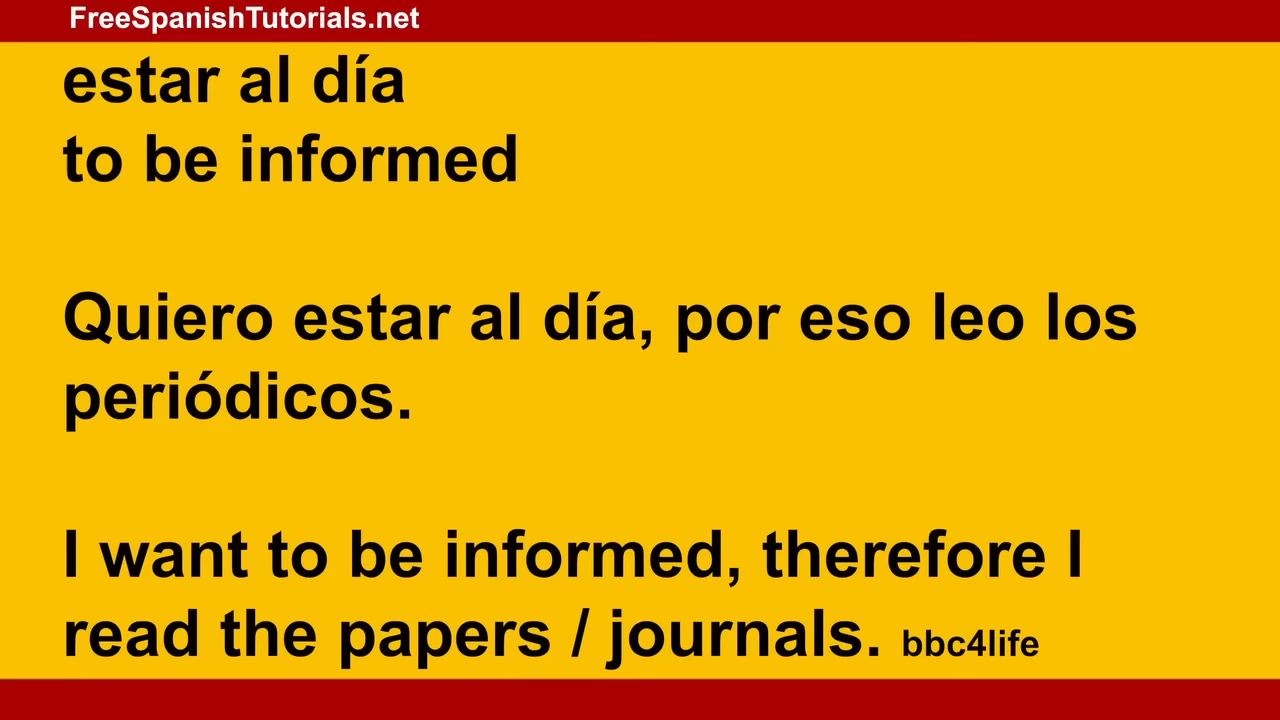 FreeSpanishTutorials.net
estar al día
to be informed
Quiero estar al día, por eso leo los
periódicos.
I want to be informed, therefore I
read the papers / journals. bbc4life